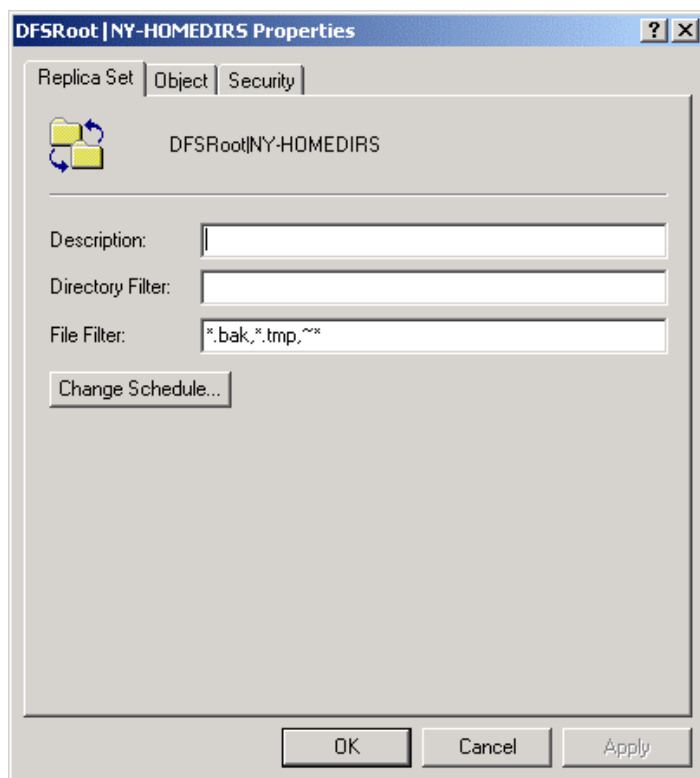 DFSRoot|NY-HOMEDIRS Properties
Replica Set Object Security
DFSRoot|NY-HOMEDIRS
Description:
Directory Filter:
File Filter: *.bak,*.tmp,~*
Change Schedule...
OK Cancel Apply